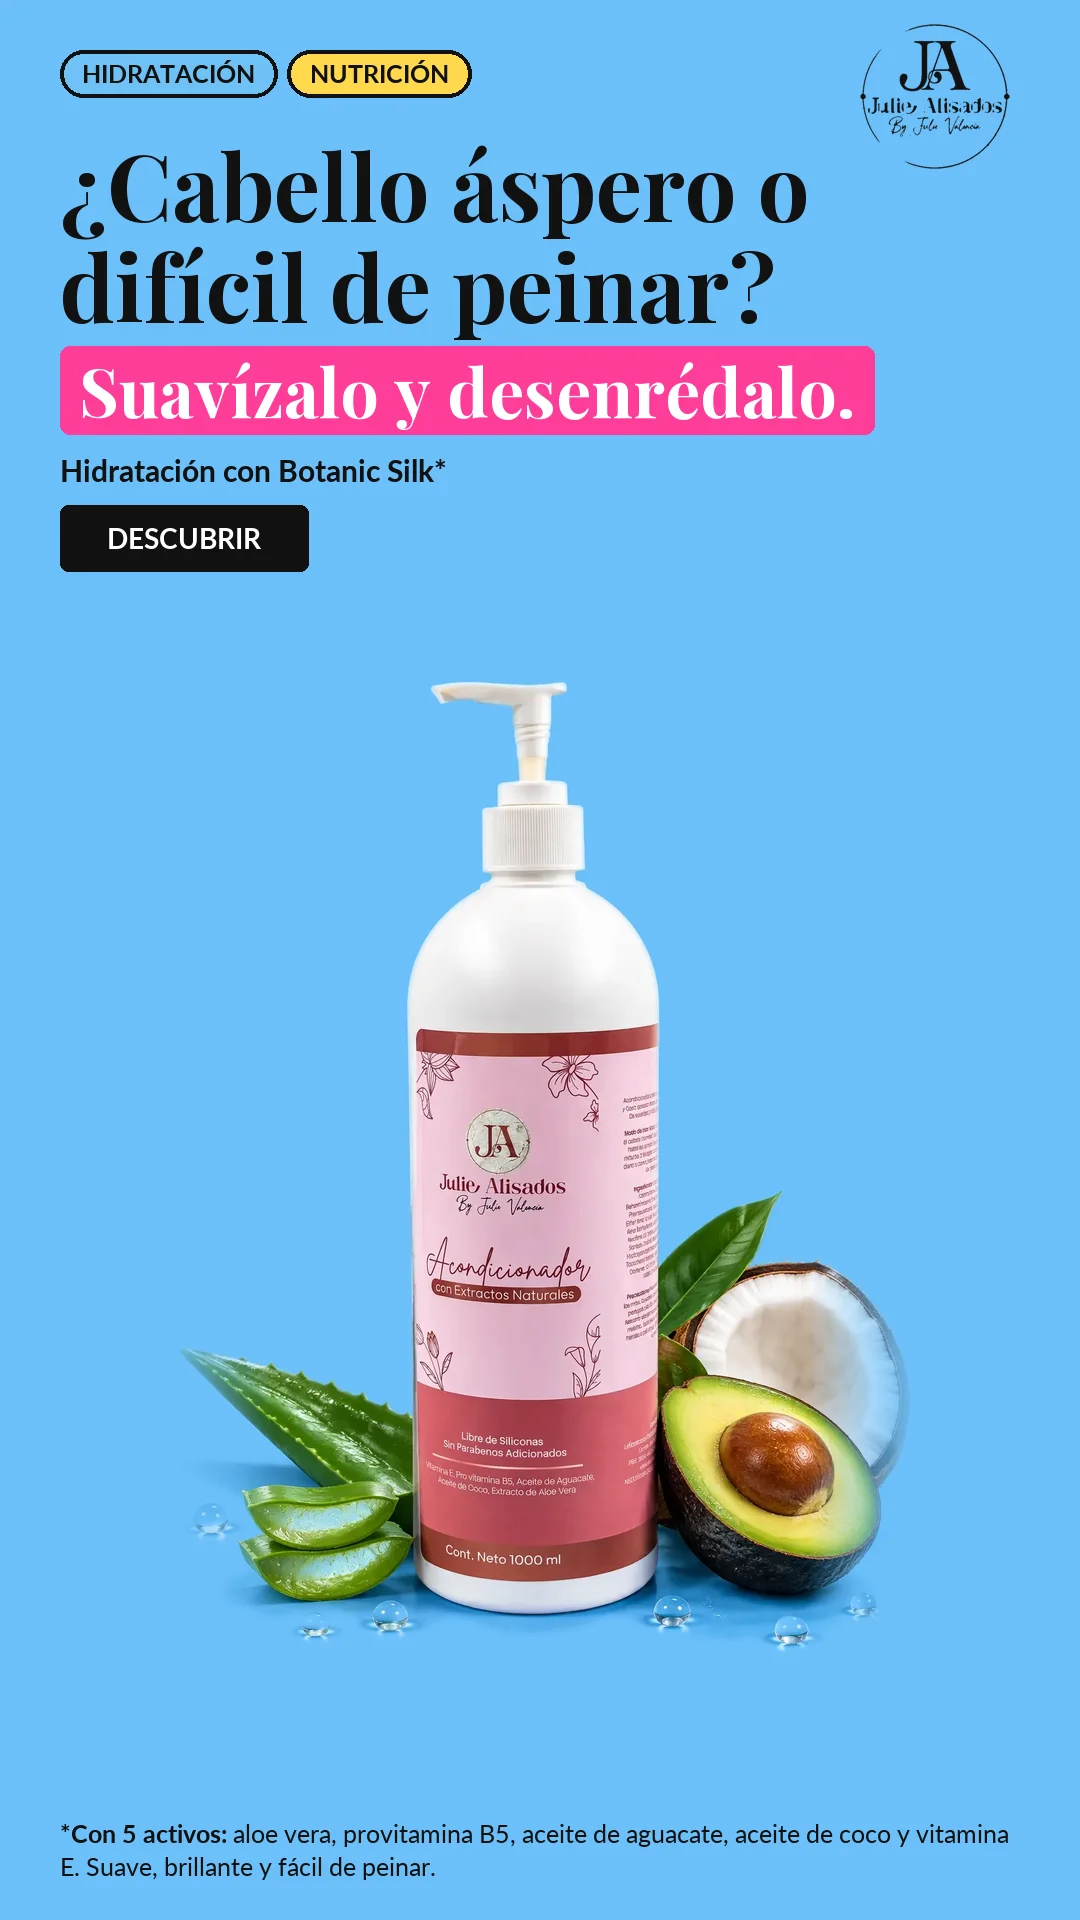 HIDRATACIÓN
NUTRICIÓN
JA
Julie Alisados
By Julie Valencia
¿Cabello áspero o
difícil de peinar?
Suavízalo y desenrédalo.
Hidratación con Botanic Silk*
DESCUBRIR
JA
Julie Alisados
By Julie Valencia
Acondicionador
con Extractos Naturales
Libre de Siliconas
Sin Parabenos Adicionados
Vitamina E, Pro vitamina B5, Aceite de Aguacate,
Aceite de Coco, Extracto de Aloe Vera
Cont. Neto 1000 ml
*Con 5 activos: aloe vera, provitamina B5, aceite de aguacate, aceite de coco y vitamina
E. Suave, brillante y fácil de peinar.